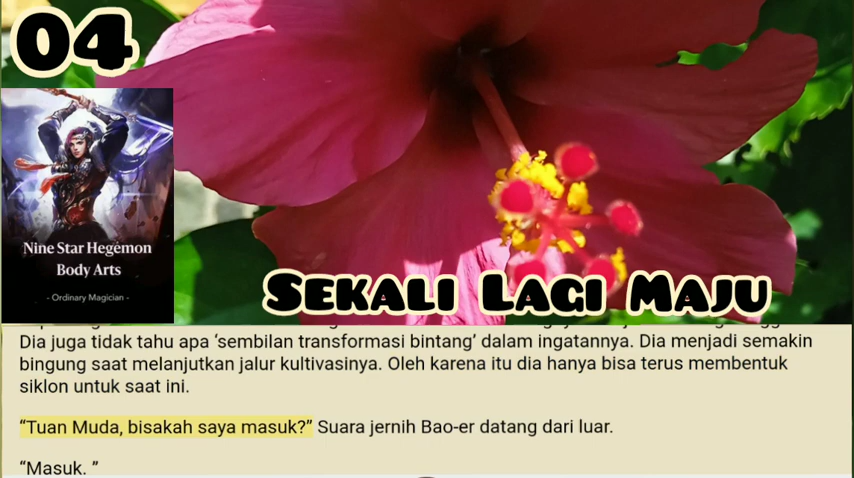 04
Nine Star Hegemon
Body Arts
- Ordinary Magician -
Sekali Lagi Maju
Dia juga tidak tahu apa ‘sembilan transformasi bintang’ dalam ingatannya. Dia menjadi semakin
bingung saat melanjutkan jalur kultivasinya. Oleh karena itu dia hanya bisa terus membentuk
siklon untuk saat ini.
“Tuan Muda, bisakah saya masuk?” Suara jernih Bao-er datang dari luar.
“Masuk. ”